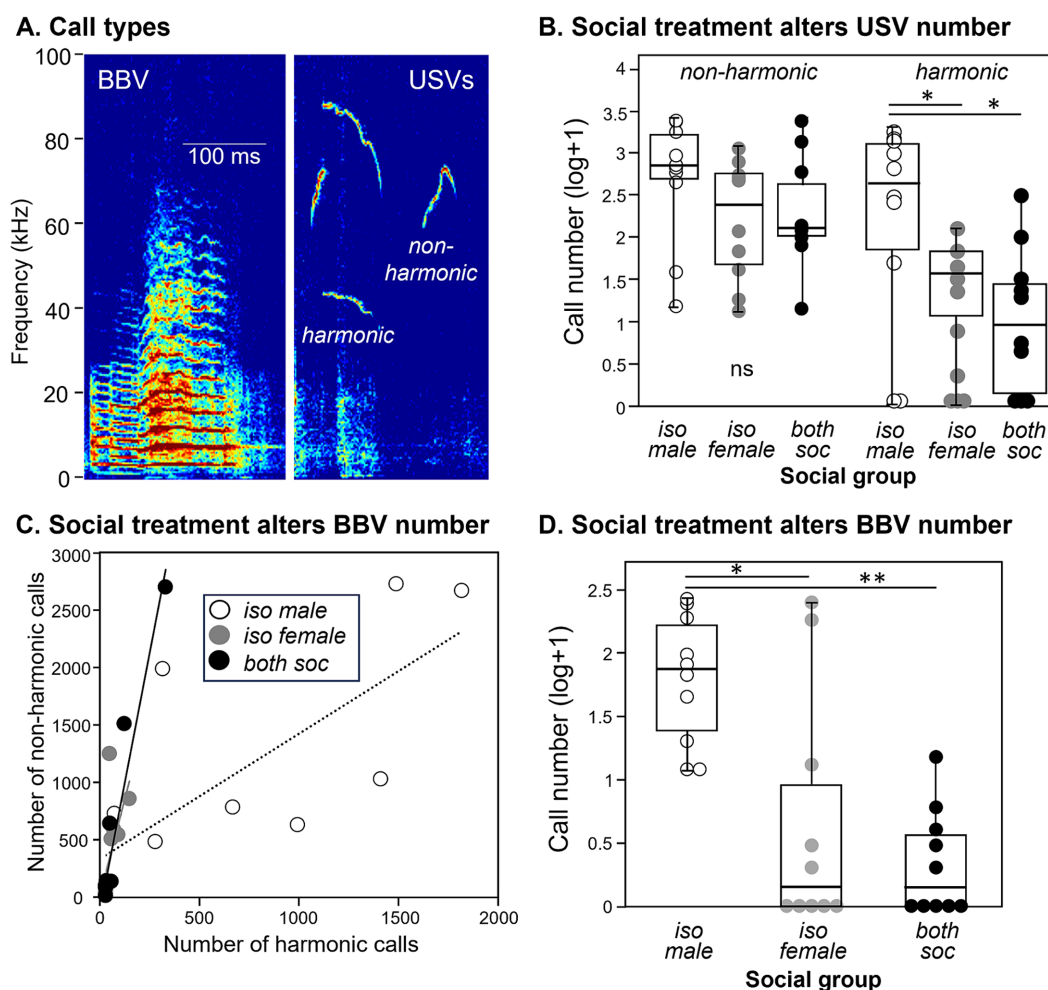 A. Call types
100
80
60
40
20
0
Frequency (kHz)
BBV
USVs
100 ms
non-
harmonic
harmonic
B. Social treatment alters USV number
4
3.5
3
2.5
2
1.5
1
0.5
0
Call number (log+1)
non-harmonic
harmonic
*
*
ns
iso male
iso female
both soc
iso male
iso female
both soc
Social group
C. Social treatment alters BBV number
3000
2500
2000
1500
1000
500
0
Number of non-harmonic calls
iso male
iso female
both soc
0 500 1000 1500 2000
Number of harmonic calls
D. Social treatment alters BBV number
2.5
2
1.5
1
0.5
0
Call number (log+1)
*
**
iso male
iso female
both soc
Social group